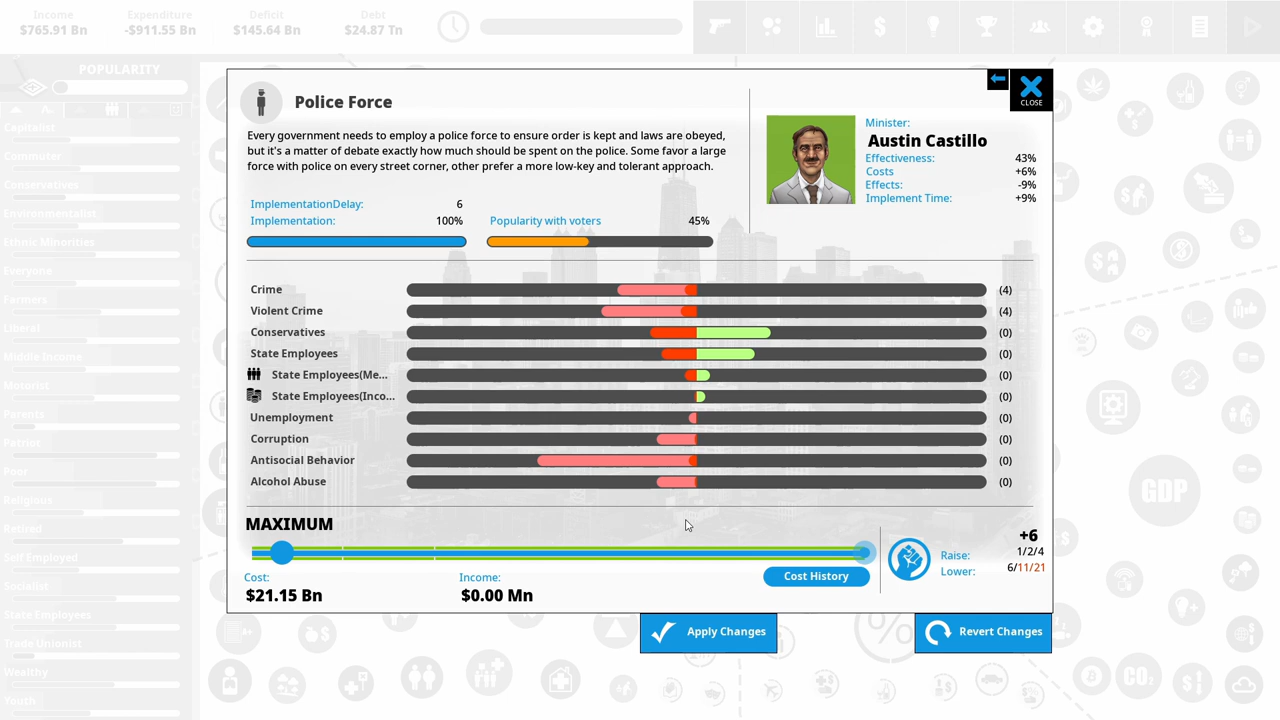 Income
$765.91 Bn
Expenditure
-$911.55 Bn
Deficit
$145.64 Bn
Debt
$24.87 Tn
POPULARITY
Capitalist
Commuter
Conservatives
Environmentalist
Ethnic Minorities
Everyone
Farmers
Liberal
Middle Income
Motorist
Parents
Patriot
Poor
Religious
Retired
Self Employed
Socialist
State Employees
Trade Unionist
Wealthy
Youth
Police Force
CLOSE
Every government needs to employ a police force to ensure order is kept and laws are obeyed,
but it's a matter of debate exactly how much should be spent on the police. Some favor a large
force with police on every street corner, other prefer a more low-key and tolerant approach.
Minister:
Austin Castillo
Effectiveness: 43%
Costs +6%
Effects: -9%
Implement Time: +9%
ImplementationDelay: 6
Implementation: 100%
Popularity with voters 45%
Crime (4)
Violent Crime (4)
Conservatives (0)
State Employees (0)
State Employees(Me... (0)
State Employees(Inco... (0)
Unemployment (0)
Corruption (0)
Antisocial Behavior (0)
Alcohol Abuse (0)
MAXIMUM
Cost:
$21.15 Bn
Income:
$0.00 Mn
Cost History
+6
Raise: 1/2/4
Lower: 6/11/21
Apply Changes
Revert Changes
GDP
CO2